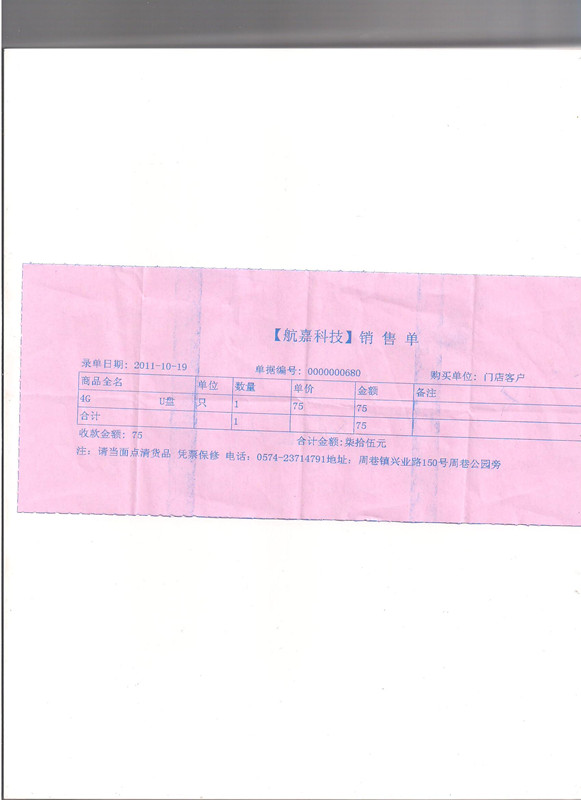 【航嘉科技】销售单
录单日期: 2011-10-19 单据编号: 0000000680 购买单位: 门店客户
商品全名 单位 数量 单价 金额 备注
4G U盘 只 1 75 75
合计 1 75
收款金额: 75 合计金额:柒拾伍元
注: 请当面点清货品 凭票保修 电话: 0574-23714791地址: 周巷镇兴业路150号周巷公园旁